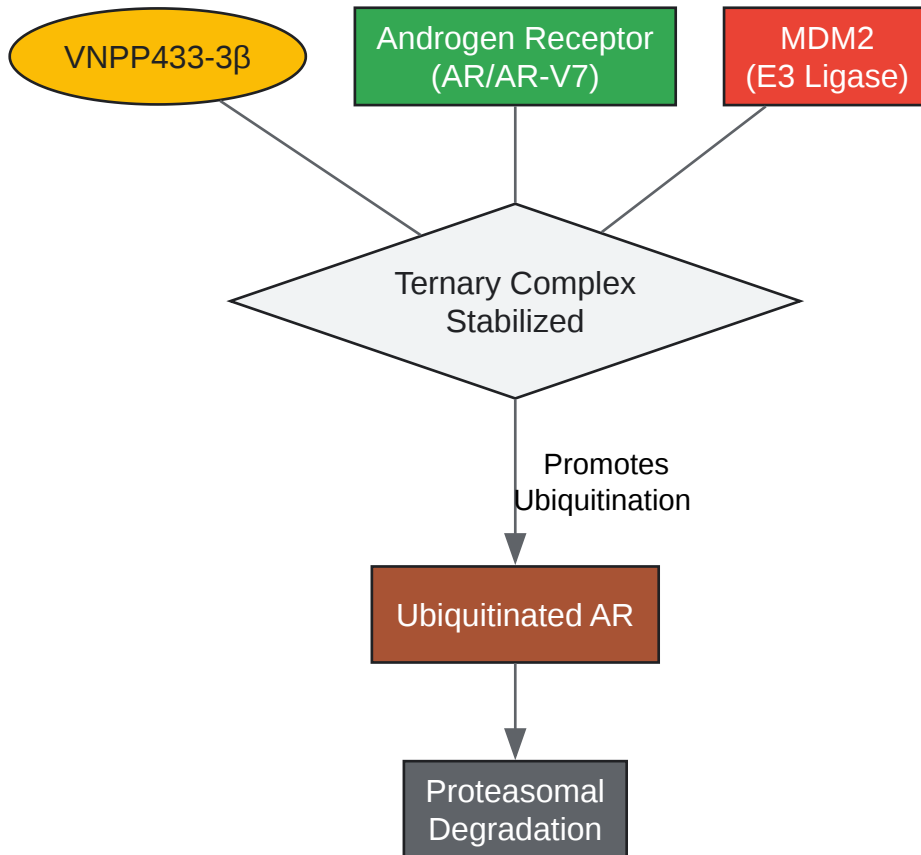 VNPP433-3β
Androgen Receptor
(AR/AR-V7)
MDM2
(E3 Ligase)
Ternary Complex
Stabilized
Promotes
Ubiquitination
Ubiquitinated AR
Proteasomal
Degradation